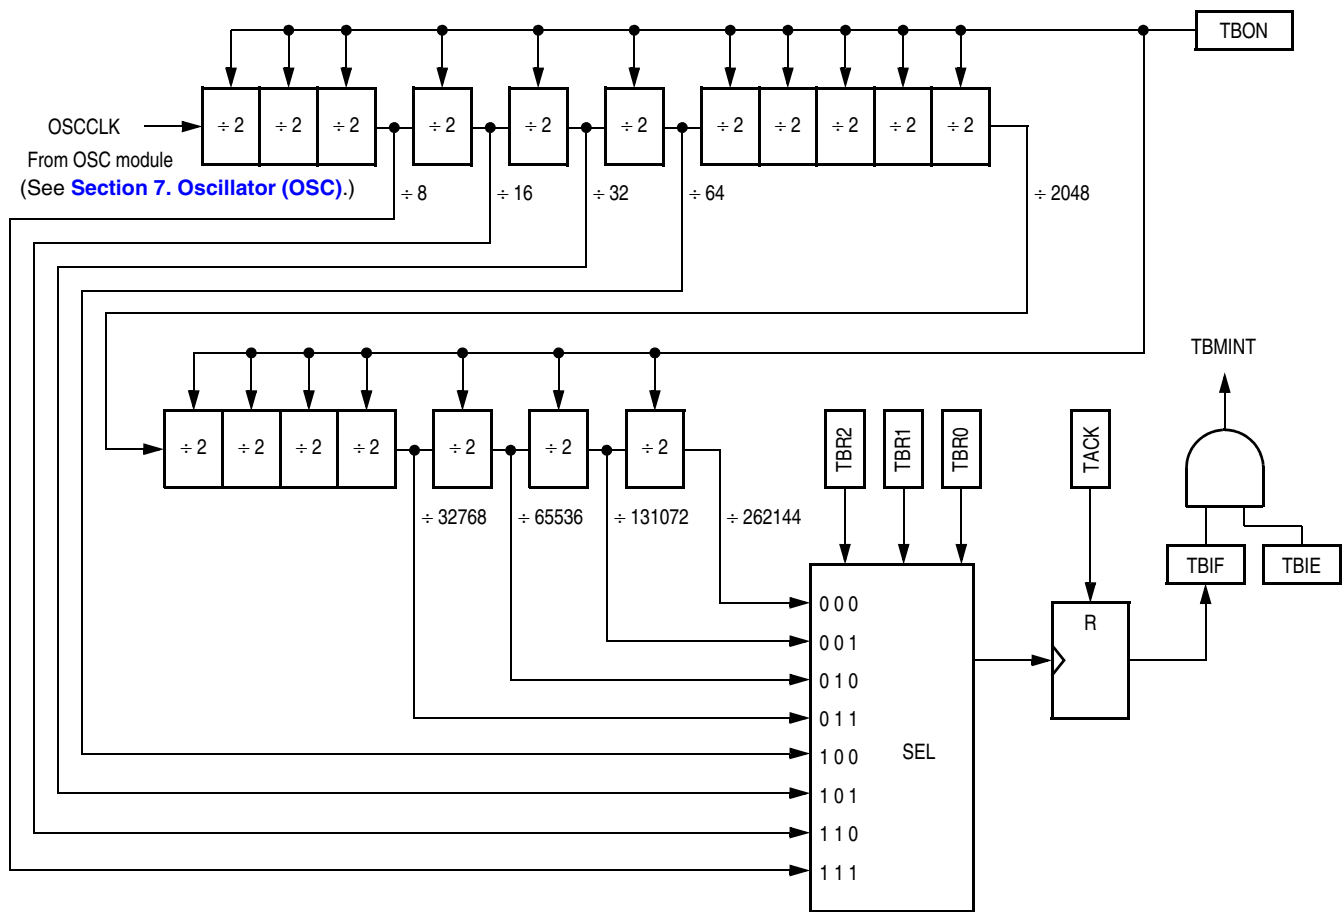 TBON
OSCCLK
÷ 2 ÷ 2 ÷ 2 ÷ 2 ÷ 2 ÷ 2 ÷ 2 ÷ 2 ÷ 2 ÷ 2 ÷ 2
From OSC module
(See Section 7. Oscillator (OSC).)
÷ 8 ÷ 16 ÷ 32 ÷ 64 ÷ 2048
TBMINT
÷ 2 ÷ 2 ÷ 2 ÷ 2 ÷ 2 ÷ 2 ÷ 2
TBR2 TBR1 TBR0 TACK
÷ 32768 ÷ 65536 ÷ 131072 ÷ 262144
TBIF TBIE
0 0 0
R
0 0 1
0 1 0
0 1 1
1 0 0
SEL
1 0 1
1 1 0
1 1 1